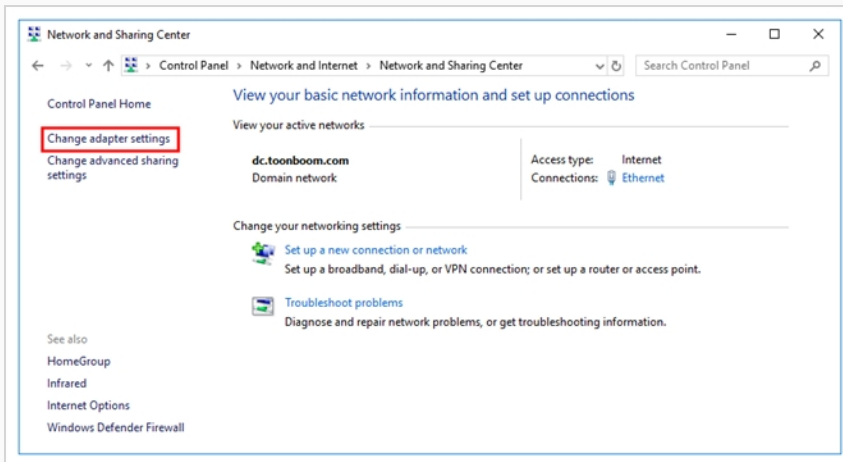 Network and Sharing Center
Control Panel > Network and Internet > Network and Sharing Center
Search Control Panel
Control Panel Home
Change adapter settings
Change advanced sharing
settings
View your basic network information and set up connections
View your active networks
dc.toonboom.com
Domain network
Access type: Internet
Connections: Ethernet
Change your networking settings
Set up a new connection or network
Set up a broadband, dial-up, or VPN connection; or set up a router or access point.
Troubleshoot problems
Diagnose and repair network problems, or get troubleshooting information.
See also
HomeGroup
Infrared
Internet Options
Windows Defender Firewall